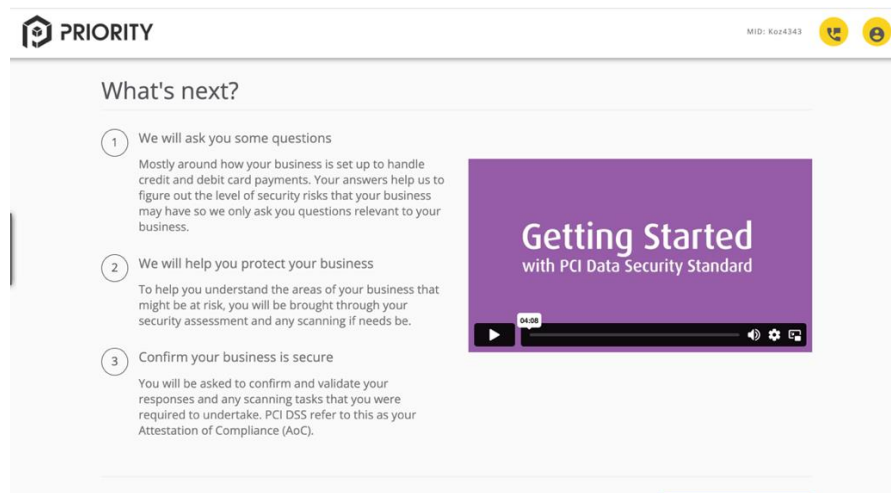 PRIORITY
MID: Koz4343
What's next?
1
We will ask you some questions
Mostly around how your business is set up to handle
credit and debit card payments. Your answers help us to
figure out the level of security risks that your business
may have so we only ask you questions relevant to your
business.
2
We will help you protect your business
To help you understand the areas of your business that
might be at risk, you will be brought through your
security assessment and any scanning if needs be.
3
Confirm your business is secure
You will be asked to confirm and validate your
responses and any scanning tasks that you were
required to undertake. PCI DSS refer to this as your
Attestation of Compliance (AoC).
Getting Started
with PCI Data Security Standard
04:08